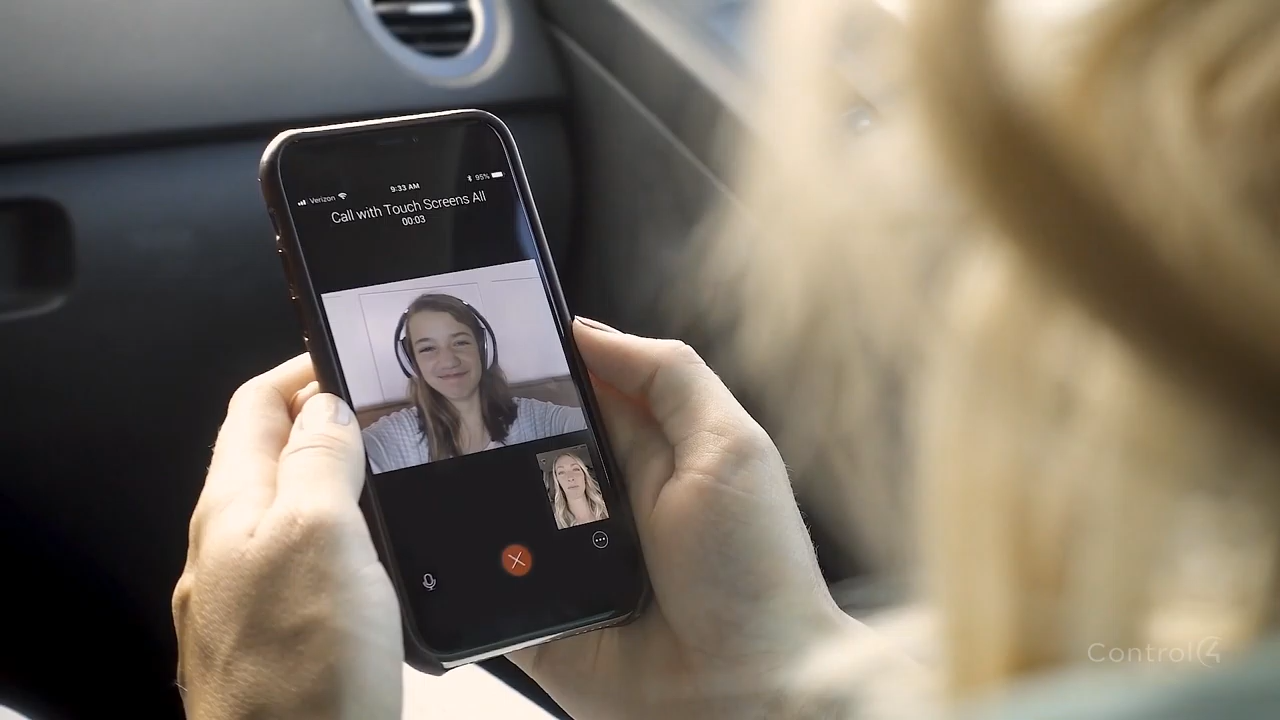 Verizon
9:33 AM
95%
Call with Touch Screens All
00:03
Control4